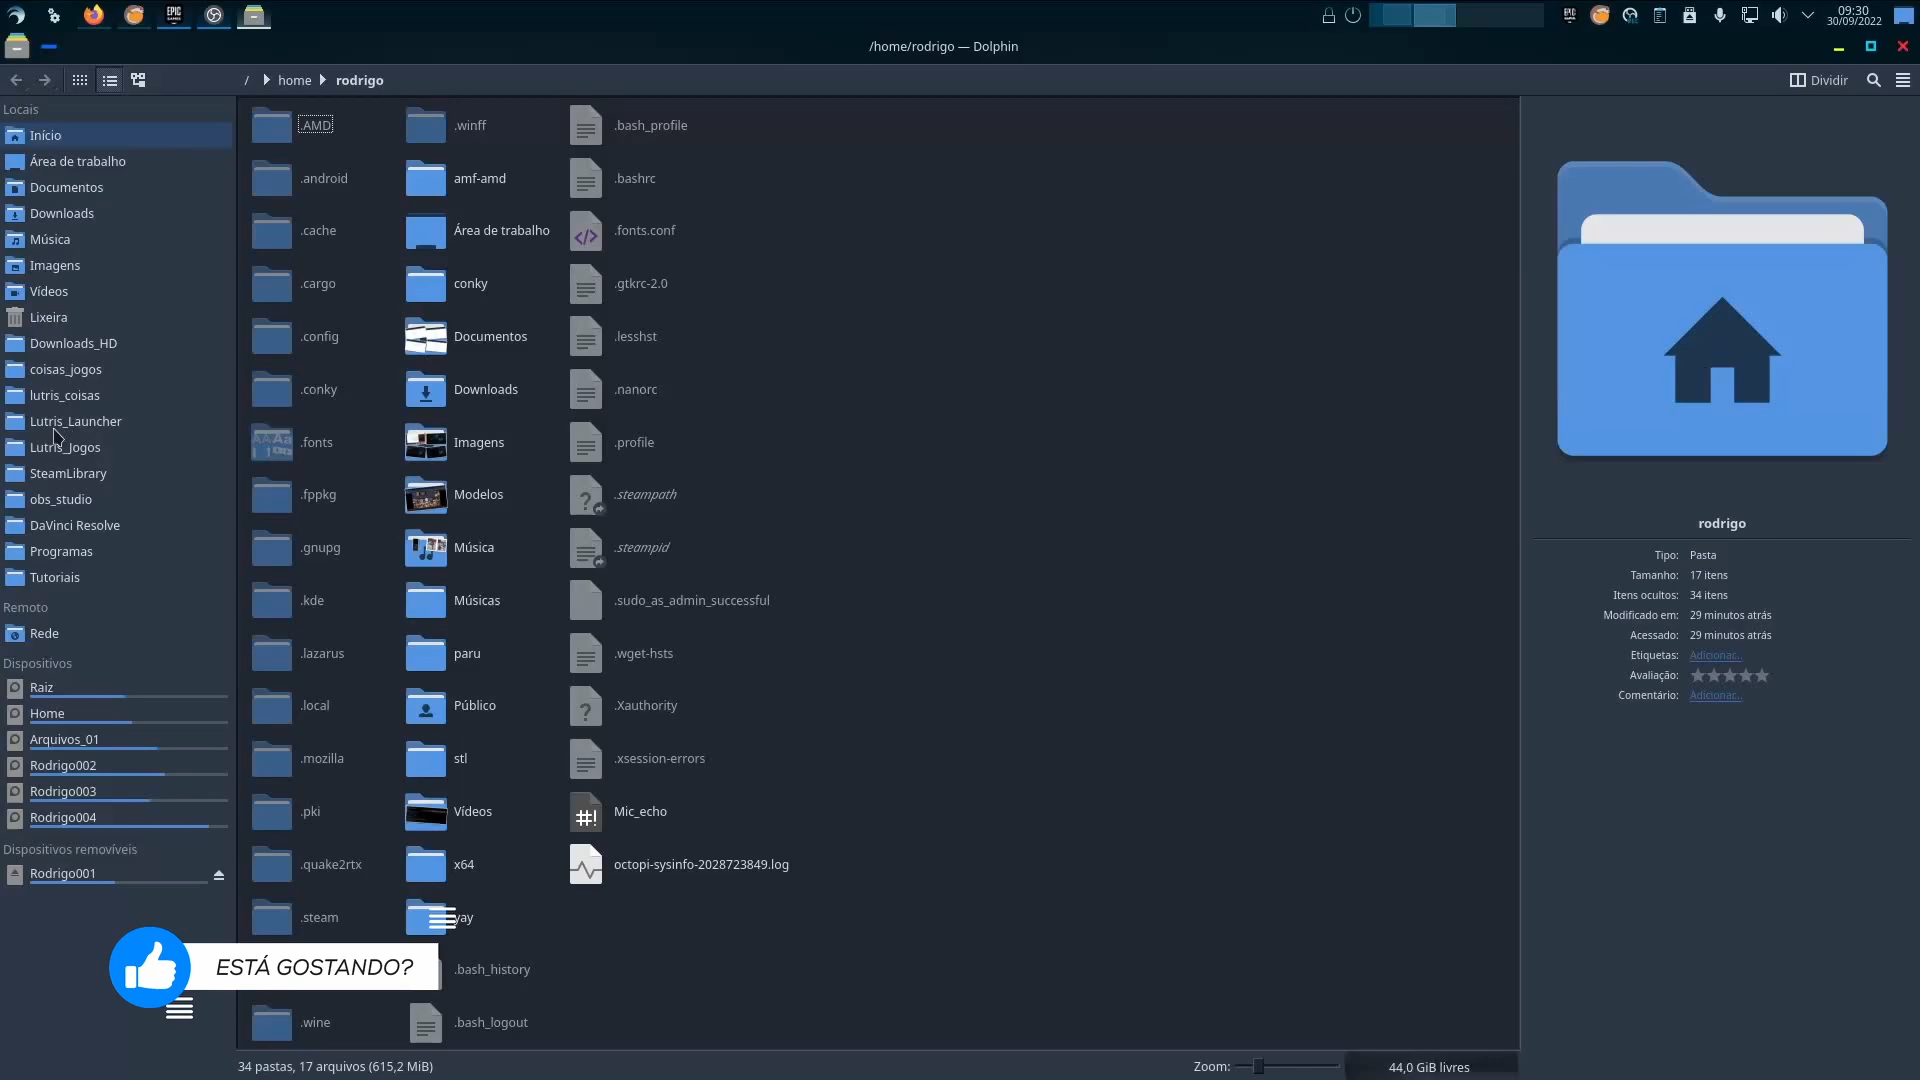 09:30
30/09/2022
/home/rodrigo — Dolphin
/ home rodrigo
Dividir
Locais
Início
Área de trabalho
Documentos
Downloads
Música
Imagens
Vídeos
Lixeira
Downloads_HD
coisas_jogos
lutris_coisas
Lutris_Launcher
Lutris_Jogos
SteamLibrary
obs_studio
DaVinci Resolve
Programas
Tutoriais
Remoto
Rede
Dispositivos
Raiz
Home
Arquivos_01
Rodrigo002
Rodrigo003
Rodrigo004
Dispositivos removíveis
Rodrigo001
.AMD
.android
.cache
.cargo
.config
.conky
.fonts
.fppkg
.gnupg
.kde
.lazarus
.local
.mozilla
.pki
.quake2rtx
.steam
.wine
.winff
amf-amd
Área de trabalho
conky
Documentos
Downloads
Imagens
Modelos
Música
Músicas
paru
Público
stl
Vídeos
x64
yay
.bash_history
.bash_logout
.bash_profile
.bashrc
.fonts.conf
.gtkrc-2.0
.lesshst
.nanorc
.profile
.steampath
.steampid
.sudo_as_admin_successful
.wget-hsts
.Xauthority
.xsession-errors
Mic_echo
octopi-sysinfo-2028723849.log
ESTÁ GOSTANDO?
rodrigo
Tipo: Pasta
Tamanho: 17 itens
Itens ocultos: 34 itens
Modificado em: 29 minutos atrás
Acessado: 29 minutos atrás
Etiquetas: Adicionar...
Avaliação:
Comentário: Adicionar...
34 pastas, 17 arquivos (615,2 MiB)
Zoom:
44,0 GiB livres